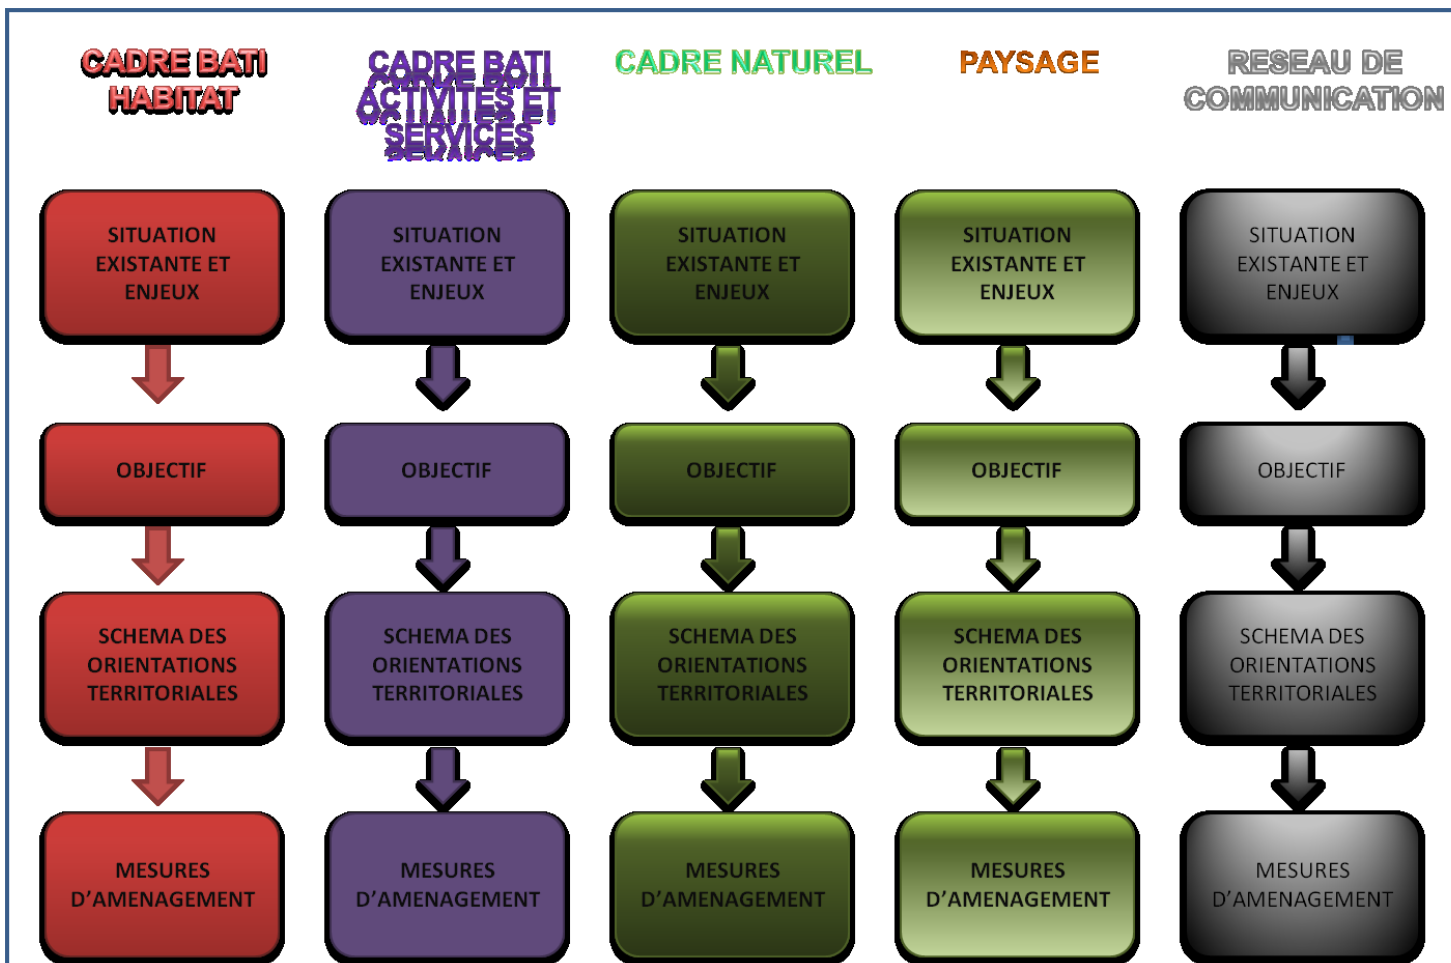 CADRE BATI
HABITAT
CADRE BATI
ACTIVITES ET
SERVICES
CADRE NATUREL
PAYSAGE
RESEAU DE
COMMUNICATION
SITUATION
EXISTANTE ET
ENJEUX
SITUATION
EXISTANTE ET
ENJEUX
SITUATION
EXISTANTE ET
ENJEUX
SITUATION
EXISTANTE ET
ENJEUX
SITUATION
EXISTANTE ET
ENJEUX
OBJECTIF
OBJECTIF
OBJECTIF
OBJECTIF
OBJECTIF
SCHEMA DES
ORIENTATIONS
TERRITORIALES
SCHEMA DES
ORIENTATIONS
TERRITORIALES
SCHEMA DES
ORIENTATIONS
TERRITORIALES
SCHEMA DES
ORIENTATIONS
TERRITORIALES
SCHEMA DES
ORIENTATIONS
TERRITORIALES
MESURES
D’AMENAGEMENT
MESURES
D’AMENAGEMENT
MESURES
D’AMENAGEMENT
MESURES
D’AMENAGEMENT
MESURES
D’AMENAGEMENT